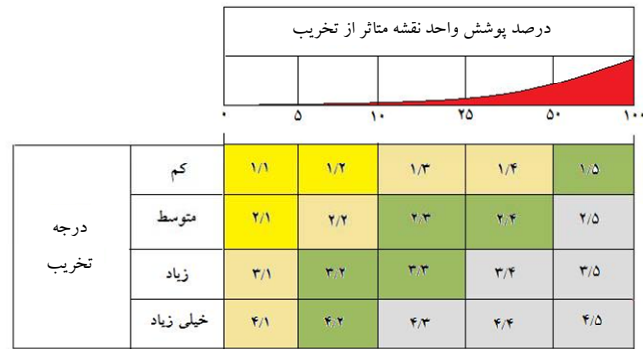 درصد پوشش واحد نقشه متاثر از تخریب
۰ ۵ ۱۰ ۲۵ ۵۰ ۱۰۰
درجه تخریب
کم ۱/۱ ۱/۲ ۱/۳ ۱/۴ ۱/۵
متوسط ۲/۱ ۲/۲ ۲/۳ ۲/۴ ۲/۵
زیاد ۳/۱ ۳/۲ ۳/۳ ۳/۴ ۳/۵
خیلی زیاد ۴/۱ ۴/۲ ۴/۳ ۴/۴ ۴/۵